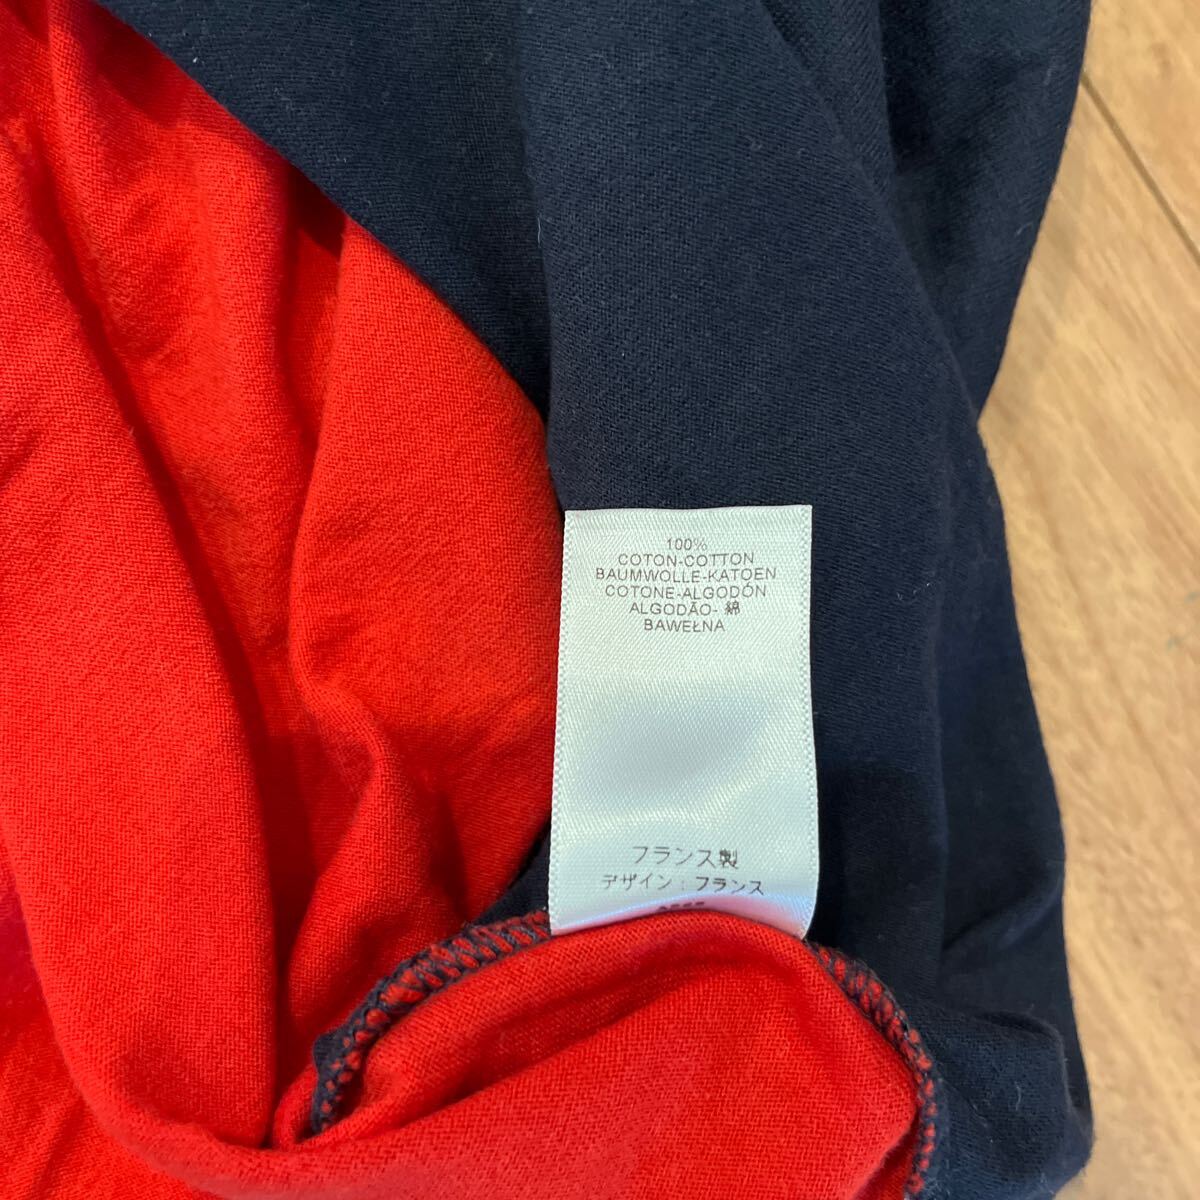 100%
COTON-COTTON
BAUMWOLLE-KATOEN
COTONE-ALGODÓN
ALGODÃO-綿
BAWEŁNA
フランス製
デザイン：フランス